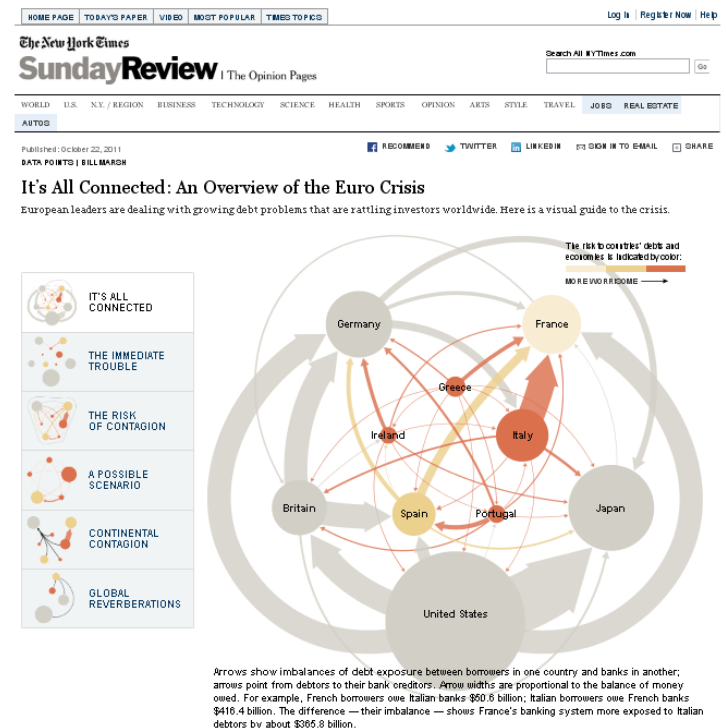 HOME PAGE TODAY'S PAPER VIDEO MOST POPULAR TIMES TOPICS
Log In Register Now Help
The New York Times
SundayReview | The Opinion Pages
Search All NYTimes.com
Go
WORLD U.S. N.Y. / REGION BUSINESS TECHNOLOGY SCIENCE HEALTH SPORTS OPINION ARTS STYLE TRAVEL JOBS REAL ESTATE
AUTOS
Published: October 22, 2011
RECOMMEND TWITTER LINKEDIN SIGN IN TO E-MAIL SHARE
DATA POINTS | BILL MARSH
It's All Connected: An Overview of the Euro Crisis
European leaders are dealing with growing debt problems that are rattling investors worldwide. Here is a visual guide to the crisis.
The risk to countries' debts and
economies is indicated by color:
MORE WORRISOME
IT'S ALL
CONNECTED
THE IMMEDIATE
TROUBLE
THE RISK
OF CONTAGION
A POSSIBLE
SCENARIO
CONTINENTAL
CONTAGION
GLOBAL
REVERBERATIONS
Germany
France
Greece
Ireland
Italy
Britain
Spain
Portugal
Japan
United States
Arrows show imbalances of debt exposure between borrowers in one country and banks in another;
arrows point from debtors to their bank creditors. Arrow widths are proportional to the balance of money
owed. For example, French borrowers owe Italian banks $50.6 billion; Italian borrowers owe French banks
$416.4 billion. The difference — their imbalance — shows France's banking system more exposed to Italian
debtors by about $365.8 billion.